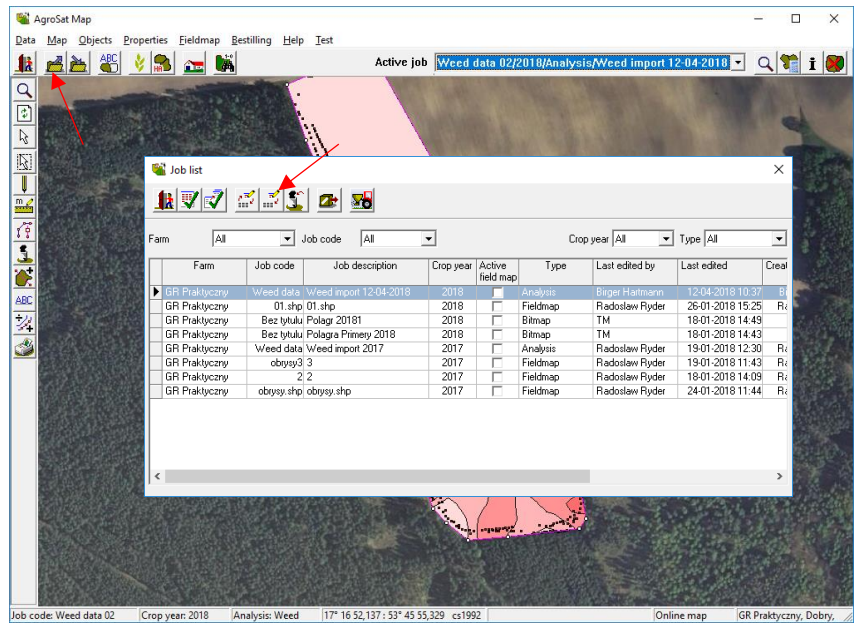 AgroSat Map
Data Map Objects Properties Fieldmap Bestilling Help Test
ABC
HA
Active job Weed data 02/2018/Analysis/Weed import 12-04-2018
i
m
ABC
Job list
Farm All Job code All Crop year All Type All
Farm Job code Job description Crop year Active field map Type Last edited by Last edited Creat
GR Praktyczny Weed data Weed import 12-04-2018 2018 Analysis Birger Hartmann 12-04-2018 10:37 Bi
GR Praktyczny 01.shp 01.shp 2018 Fieldmap Radoslaw Ryder 26-01-2018 15:25 Ra
GR Praktyczny Bez tytulu Polagr 20181 2018 Bitmap TM 18-01-2018 14:49
GR Praktyczny Bez tytulu Polagra Primery 2018 2018 Bitmap TM 18-01-2018 14:43
GR Praktyczny Weed data Weed import 2017 2017 Analysis Radoslaw Ryder 19-01-2018 12:30 Ra
GR Praktyczny obrysy3 3 2017 Fieldmap Radoslaw Ryder 19-01-2018 11:43 Ra
GR Praktyczny 2 2 2017 Fieldmap Radoslaw Ryder 18-01-2018 14:09 Ra
GR Praktyczny obrysy.shp obrysy.shp 2017 Fieldmap Radoslaw Ryder 24-01-2018 11:44 Ra
Job code: Weed data 02 Crop year: 2018 Analysis: Weed 17° 16 52,137 : 53° 45 55,329 cs1992 Online map GR Praktyczny, Dobry,